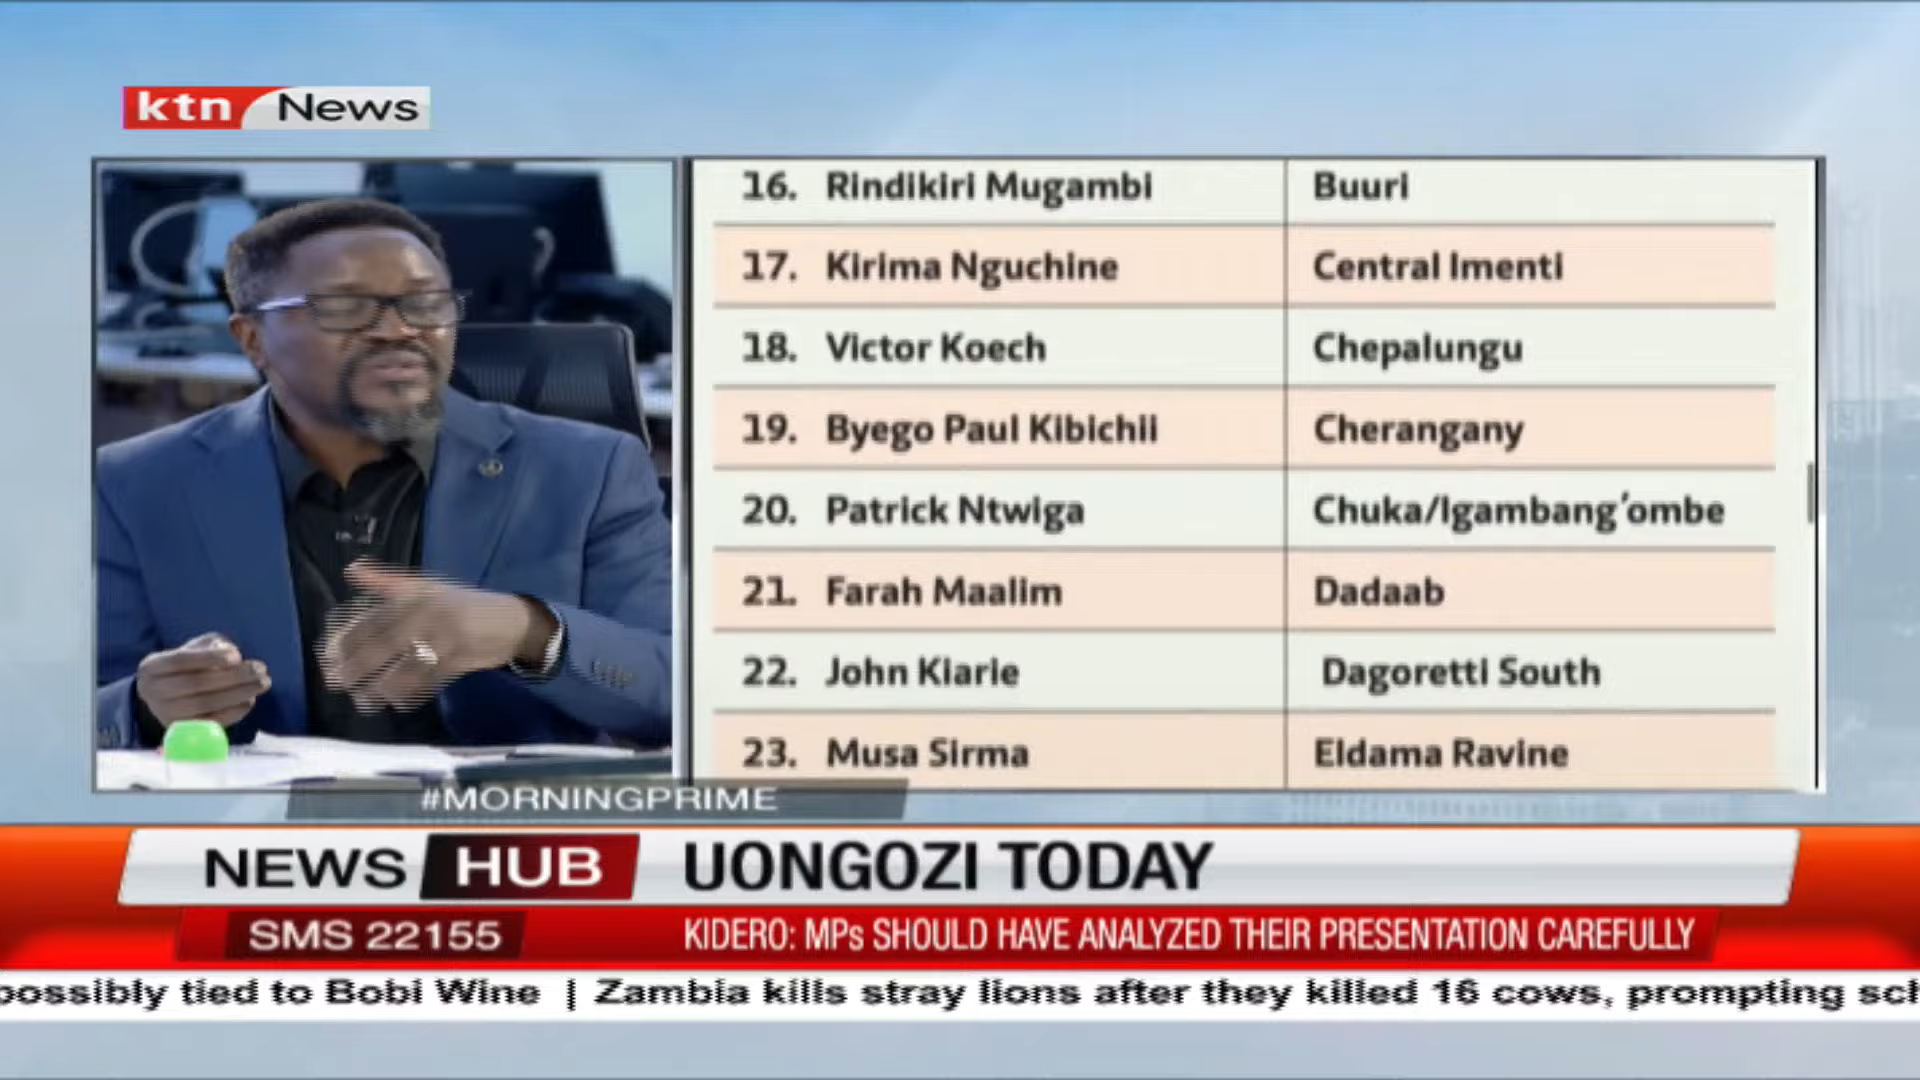 ktn News
16. Rindikiri Mugambi Buuri
17. Kirima Nguchine Central Imenti
18. Victor Koech Chepalungu
19. Byego Paul Kibichii Cherangany
20. Patrick Ntwiga Chuka/Igambang'ombe
21. Farah Maalim Dadaab
22. John Kiarie Dagoretti South
23. Musa Sirma Eldama Ravine
#MORNINGPRIME
NEWS HUB UONGOZI TODAY
SMS 22155 KIDERO: MPs SHOULD HAVE ANALYZED THEIR PRESENTATION CAREFULLY
possibly tied to Bobi Wine | Zambia kills stray lions after they killed 16 cows, prompting